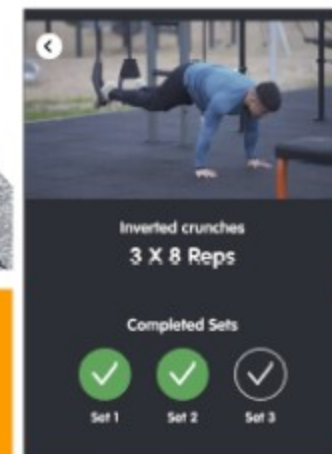 Inverted crunches
3 X 8 Reps
Completed Sets
Set 1 Set 2 Set 3